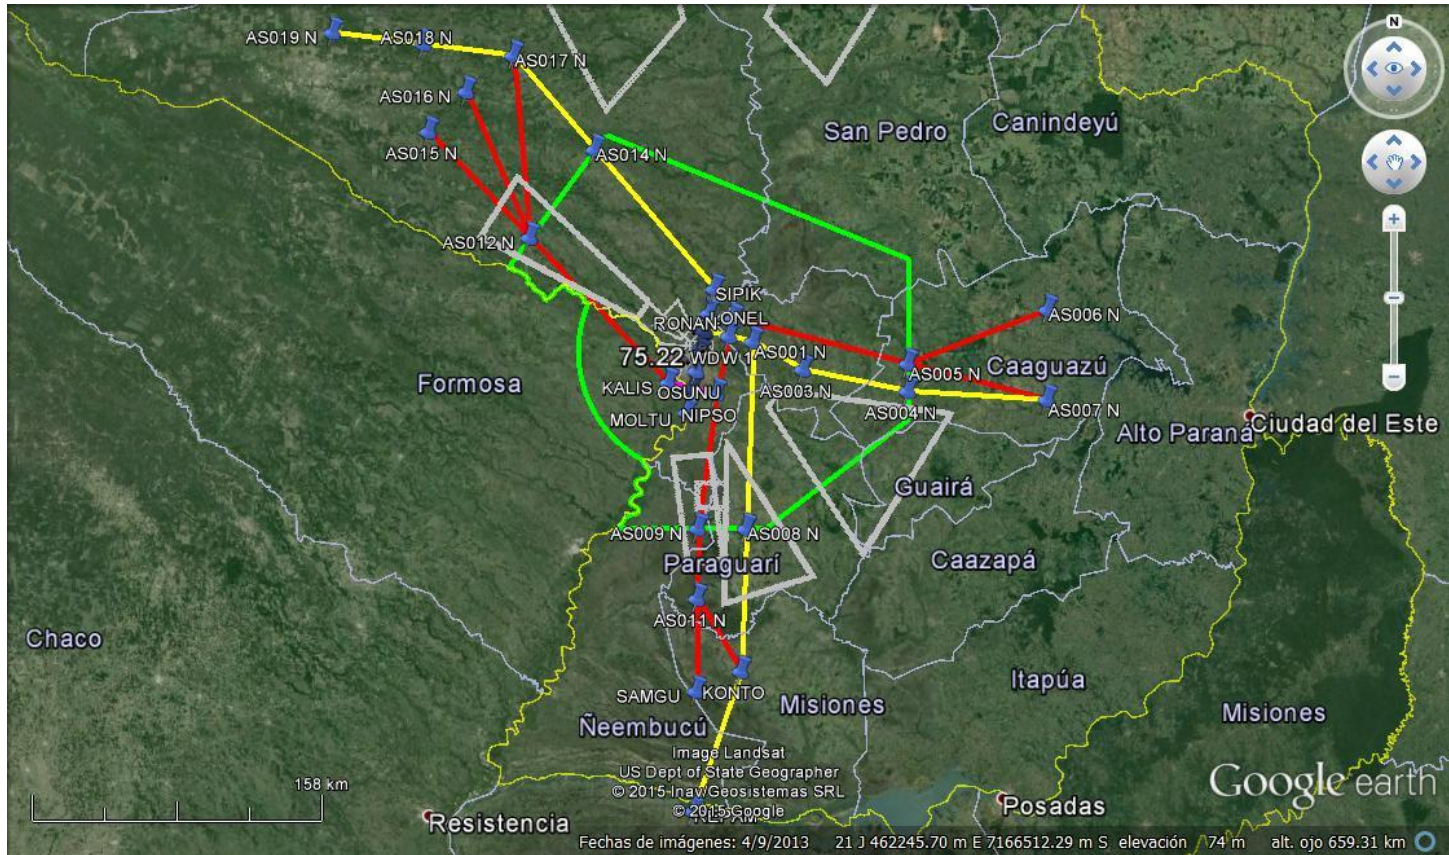 N
AS019 N
AS018 N
AS017 N
AS016 N
San Pedro
Canindeyú
AS015 N
AS014 N
AS012 N
SIPIK
AS006 N
RONAN
ONEL
75.22
WDW 1
AS001 N
Caaguazú
AS005 N
Formosa
KALIS
OSUNU
AS003 N
AS004 N
AS007 N
MOLTU
NIPSO
Alto Paraná
Ciudad del Este
Guairá
AS009 N
AS008 N
Paraguarí
Caazapá
AS011 N
Chaco
SAMGU
KONTO
Itapúa
Misiones
Misiones
Ñeembucú
Image Landsat
US Dept of State Geographer
© 2015 Inav/Geosistemas SRL
© 2015 Google
158 km
Google earth
Resistencia
Posadas
Fechas de imágenes: 4/9/2013 21 J 462245.70 m E 7166512.29 m S elevación 74 m alt. ojo 659.31 km